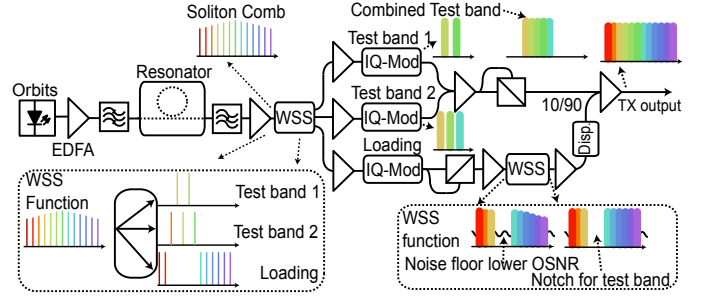 Soliton Comb
Combined Test band
Test band 1
IQ-Mod
Resonator
Orbits
EDFA
WSS
Test band 2
IQ-Mod
10/90
TX output
Loading
IQ-Mod
WSS
Disp.
WSS
Function
Test band 1
Test band 2
Loading
WSS
function
Noise floor lower OSNR
Notch for test band